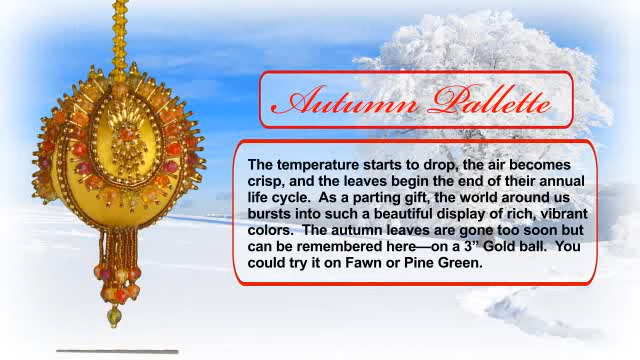 Autumn Pallette
The temperature starts to drop, the air becomes
crisp, and the leaves begin the end of their annual
life cycle.  As a parting gift, the world around us
bursts into such a beautiful display of rich, vibrant
colors.  The autumn leaves are gone too soon but
can be remembered here—on a 3” Gold ball.  You
could try it on Fawn or Pine Green.